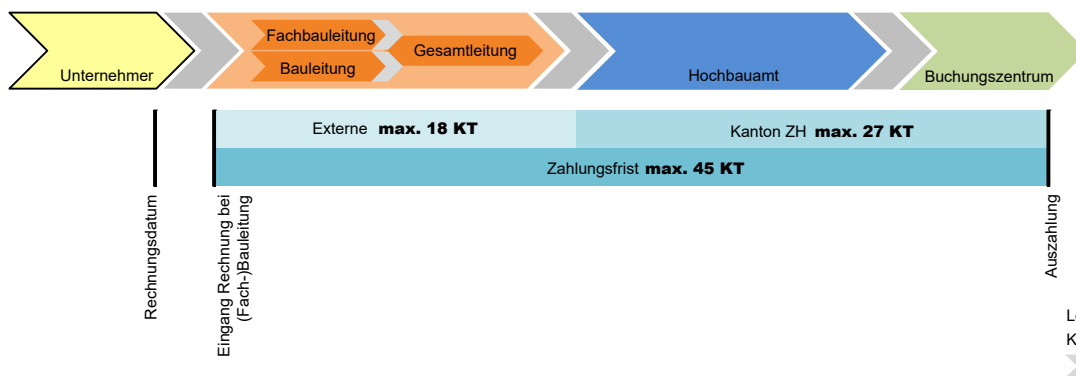 Fachbauleitung
Gesamtleitung
Bauleitung
Unternehmer
Hochbauamt
Buchungszentrum
Externe max. 18 KT
Kanton ZH max. 27 KT
Zahlungsfrist max. 45 KT
Rechnungsdatum
Eingang Rechnung bei
(Fach-)Bauleitung
Auszahlung